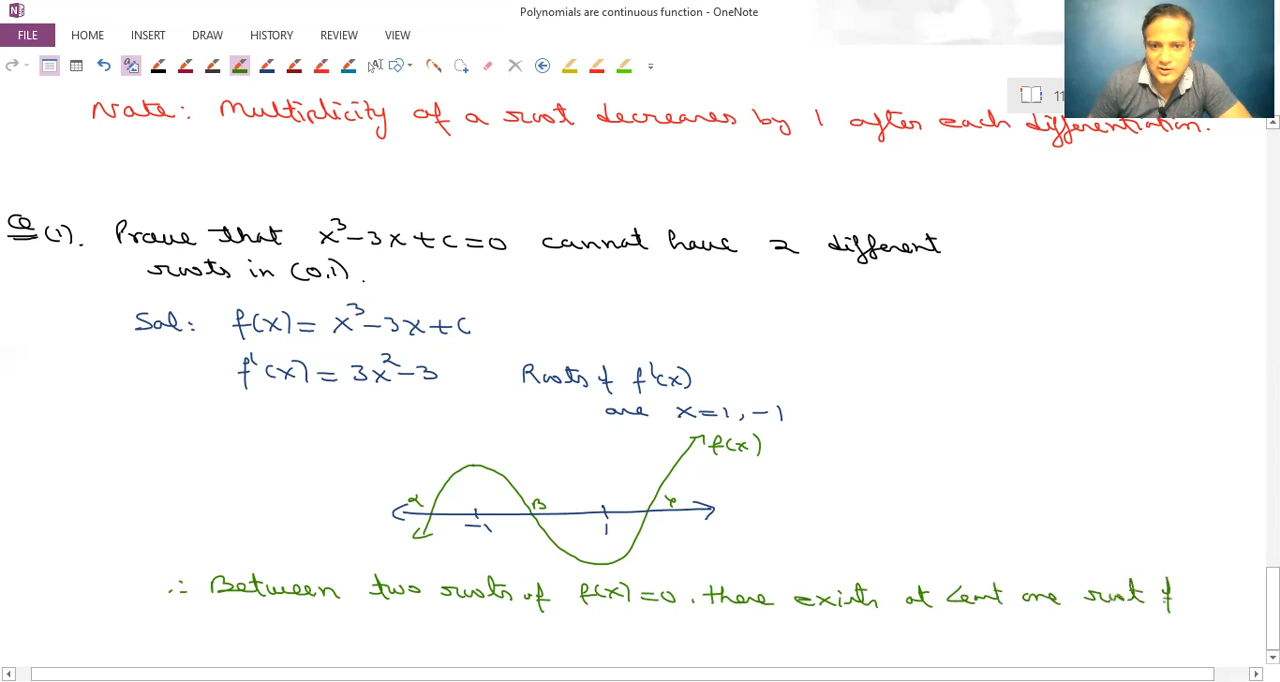 Polynomials are continuous function - OneNote
FILE HOME INSERT DRAW HISTORY REVIEW VIEW
11
Note: Multiplicity of a root decreases by 1 after each differentiation.
Q (1). Prove that x³-3x+c=0 cannot have 2 different
roots in (0,1).
Sol: f(x) = x³-3x+c
f'(x) = 3x²-3
Roots of f'(x)
are x=1, -1
f(x)
α β γ
-1 1
∴ Between two roots of f(x)=0, there exists at least one root of